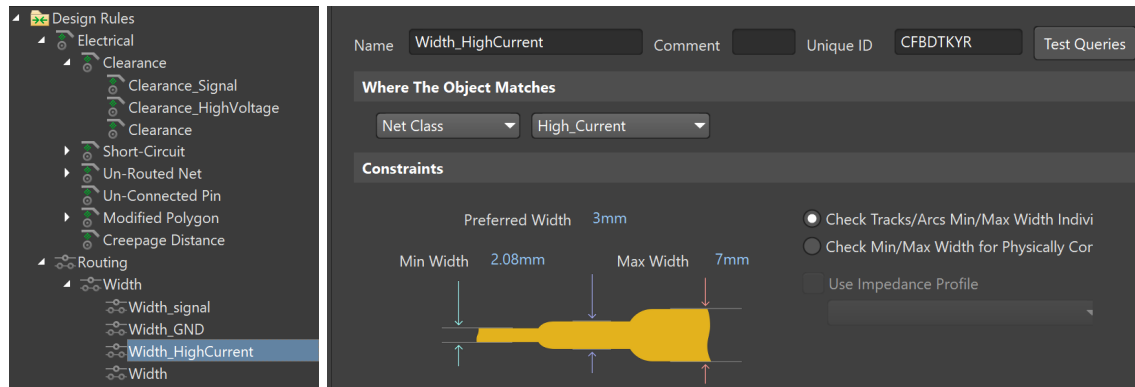 Design Rules
Electrical
Clearance
Clearance_Signal
Clearance_HighVoltage
Clearance
Short-Circuit
Un-Routed Net
Un-Connected Pin
Modified Polygon
Creepage Distance
Routing
Width
Width_signal
Width_GND
Width_HighCurrent
Width
Name Width_HighCurrent Comment Unique ID CFBDTKYR Test Queries
Where The Object Matches
Net Class High_Current
Constraints
Preferred Width 3mm
Min Width 2.08mm Max Width 7mm
Check Tracks/Arcs Min/Max Width Indivi
Check Min/Max Width for Physically Cor
Use Impedance Profile